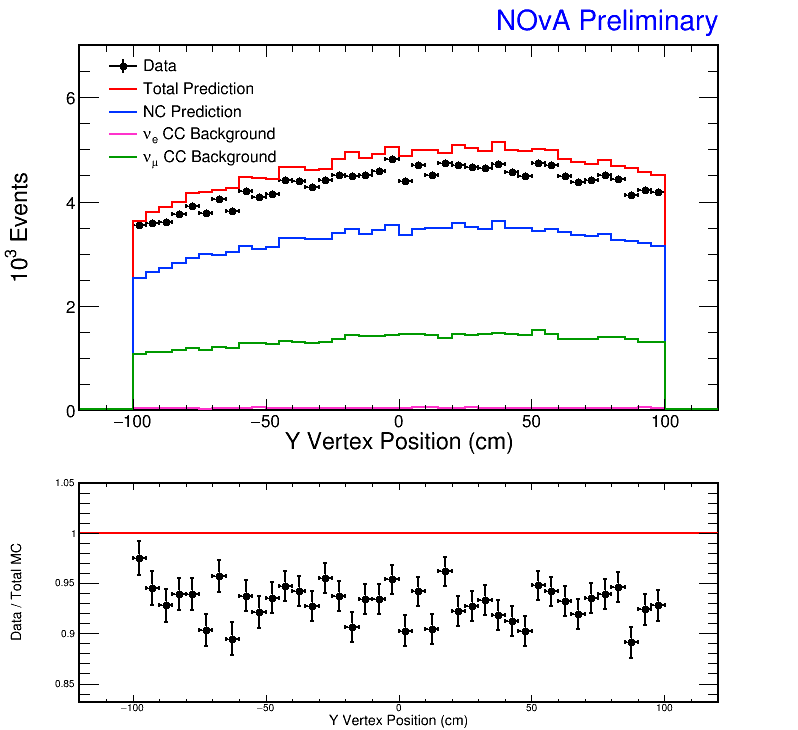 NOvA Preliminary
Data
Total Prediction
NC Prediction
νe CC Background
νμ CC Background
10³ Events
6
4
2
0
−100
−50
0
50
100
Y Vertex Position (cm)
Data / Total MC
1.05
1
0.95
0.9
0.85
−100
−50
0
50
100
Y Vertex Position (cm)